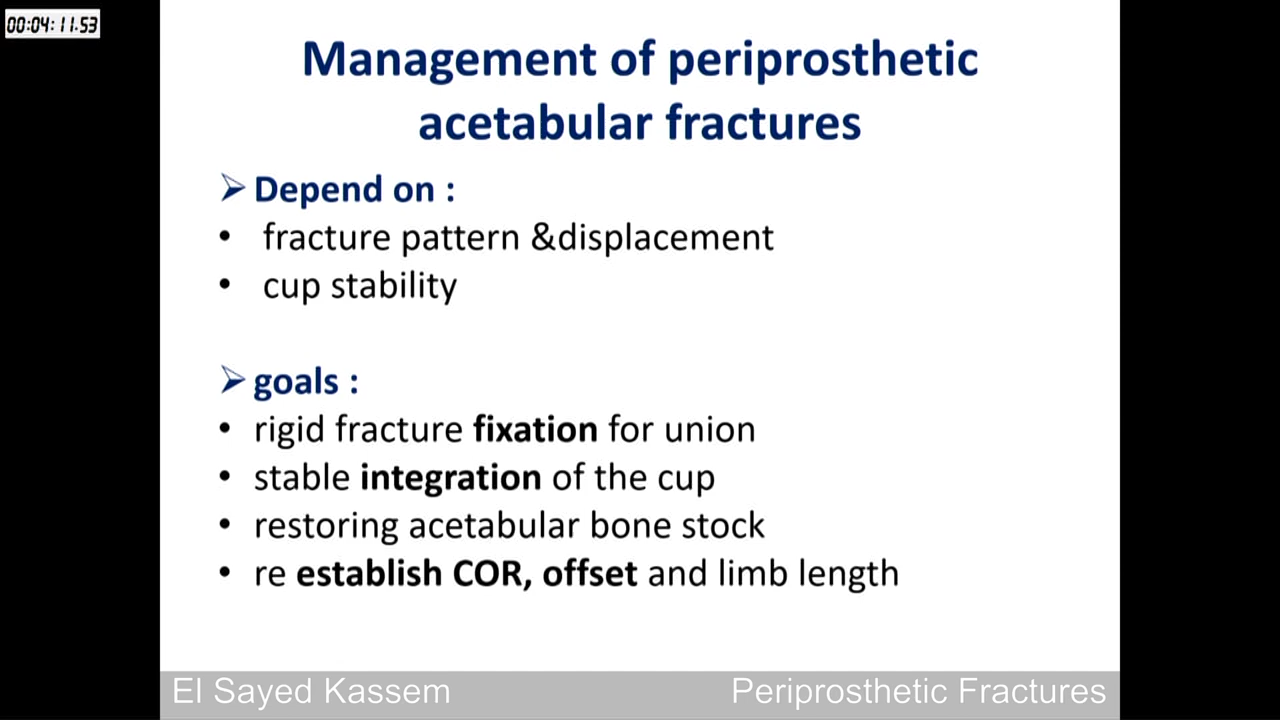 00:04:11.53
Management of periprosthetic
acetabular fractures
➢ Depend on :
• fracture pattern &displacement
• cup stability
➢ goals :
• rigid fracture fixation for union
• stable integration of the cup
• restoring acetabular bone stock
• re establish COR, offset and limb length
El Sayed Kassem
Periprosthetic Fractures